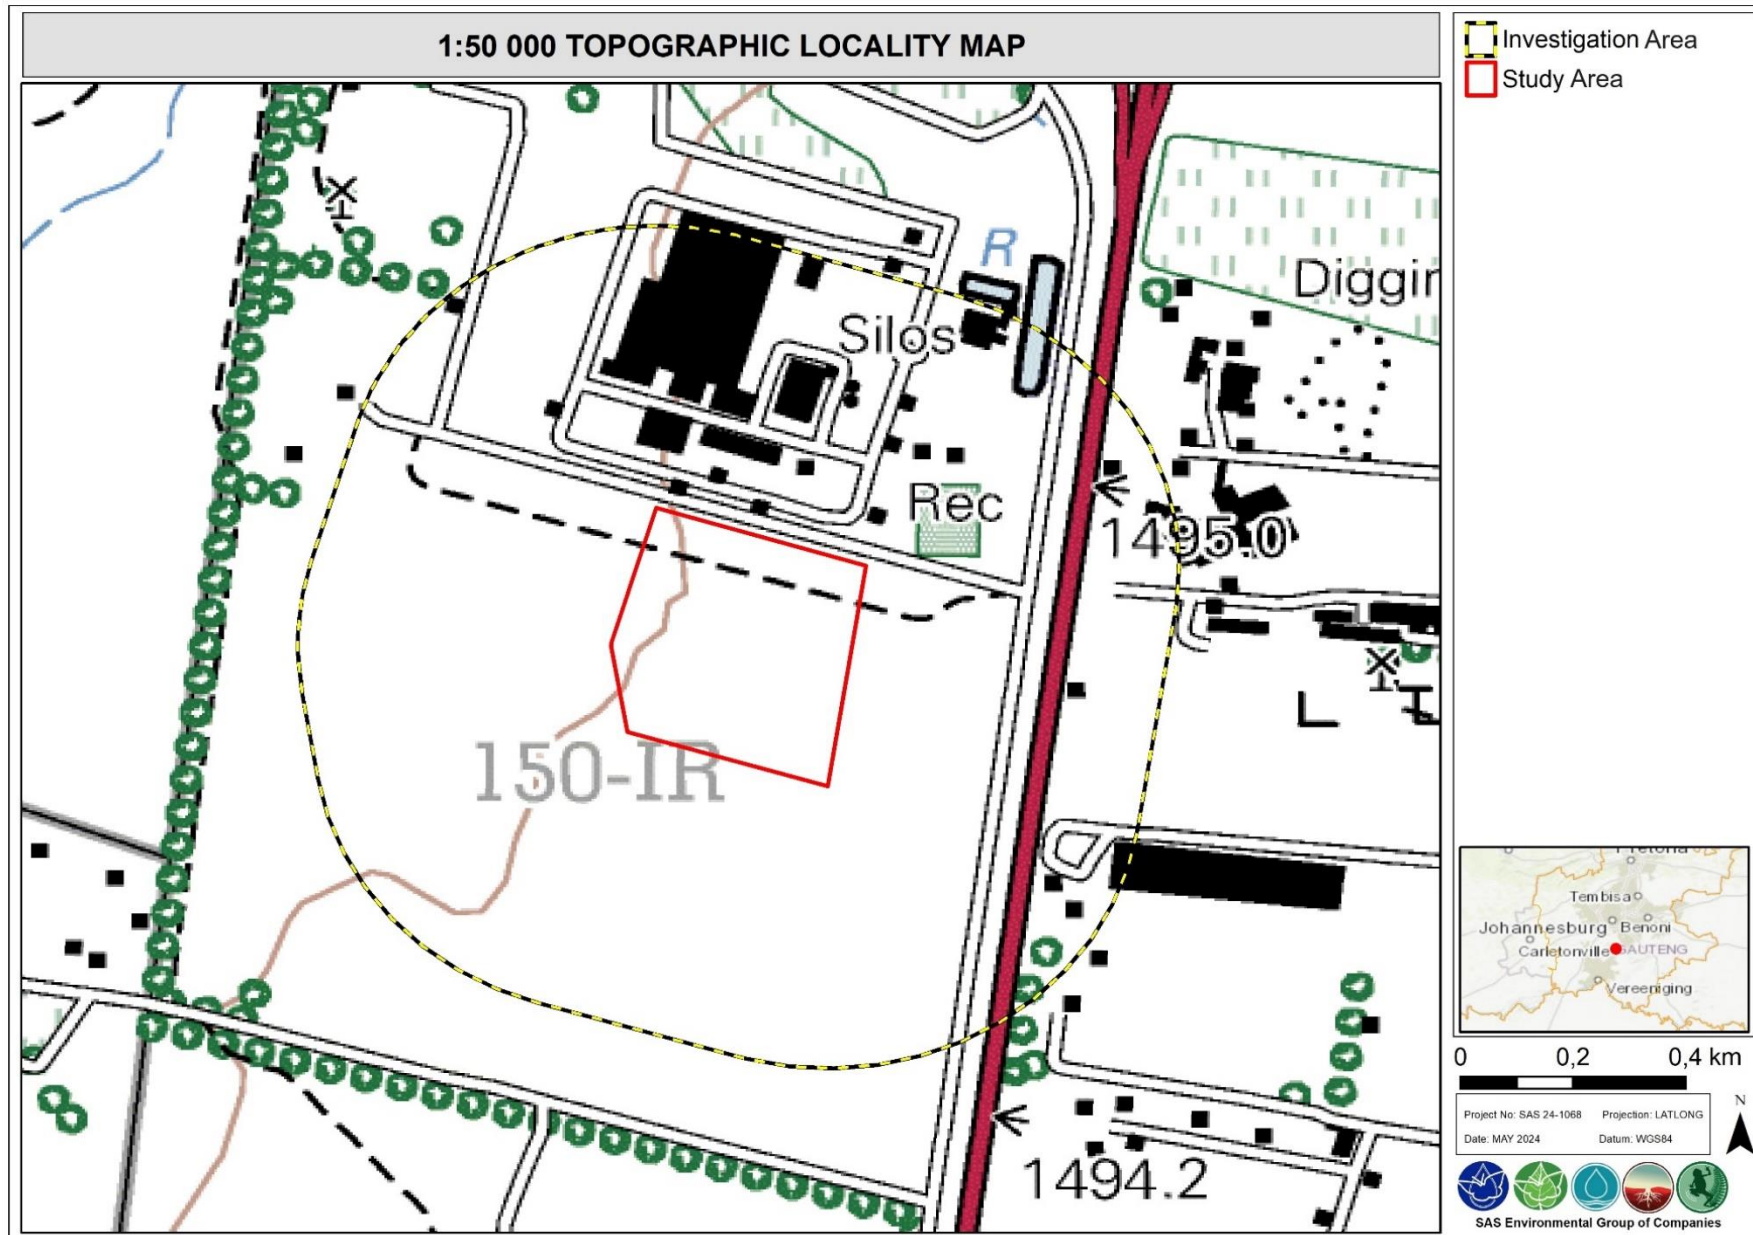 1:50 000 TOPOGRAPHIC LOCALITY MAP
Investigation Area
Study Area
R
Diggin
Silos
Rec
1495.0
150-IR
1494.2
Pretoria
Tembisa
Johannesburg
Benoni
Carletonville
GAUTENG
Vereeniging
0 0,2 0,4 km
Project No: SAS 24-1068 Projection: LATLONG
Date: MAY 2024 Datum: WGS84
N
SAS Environmental Group of Companies